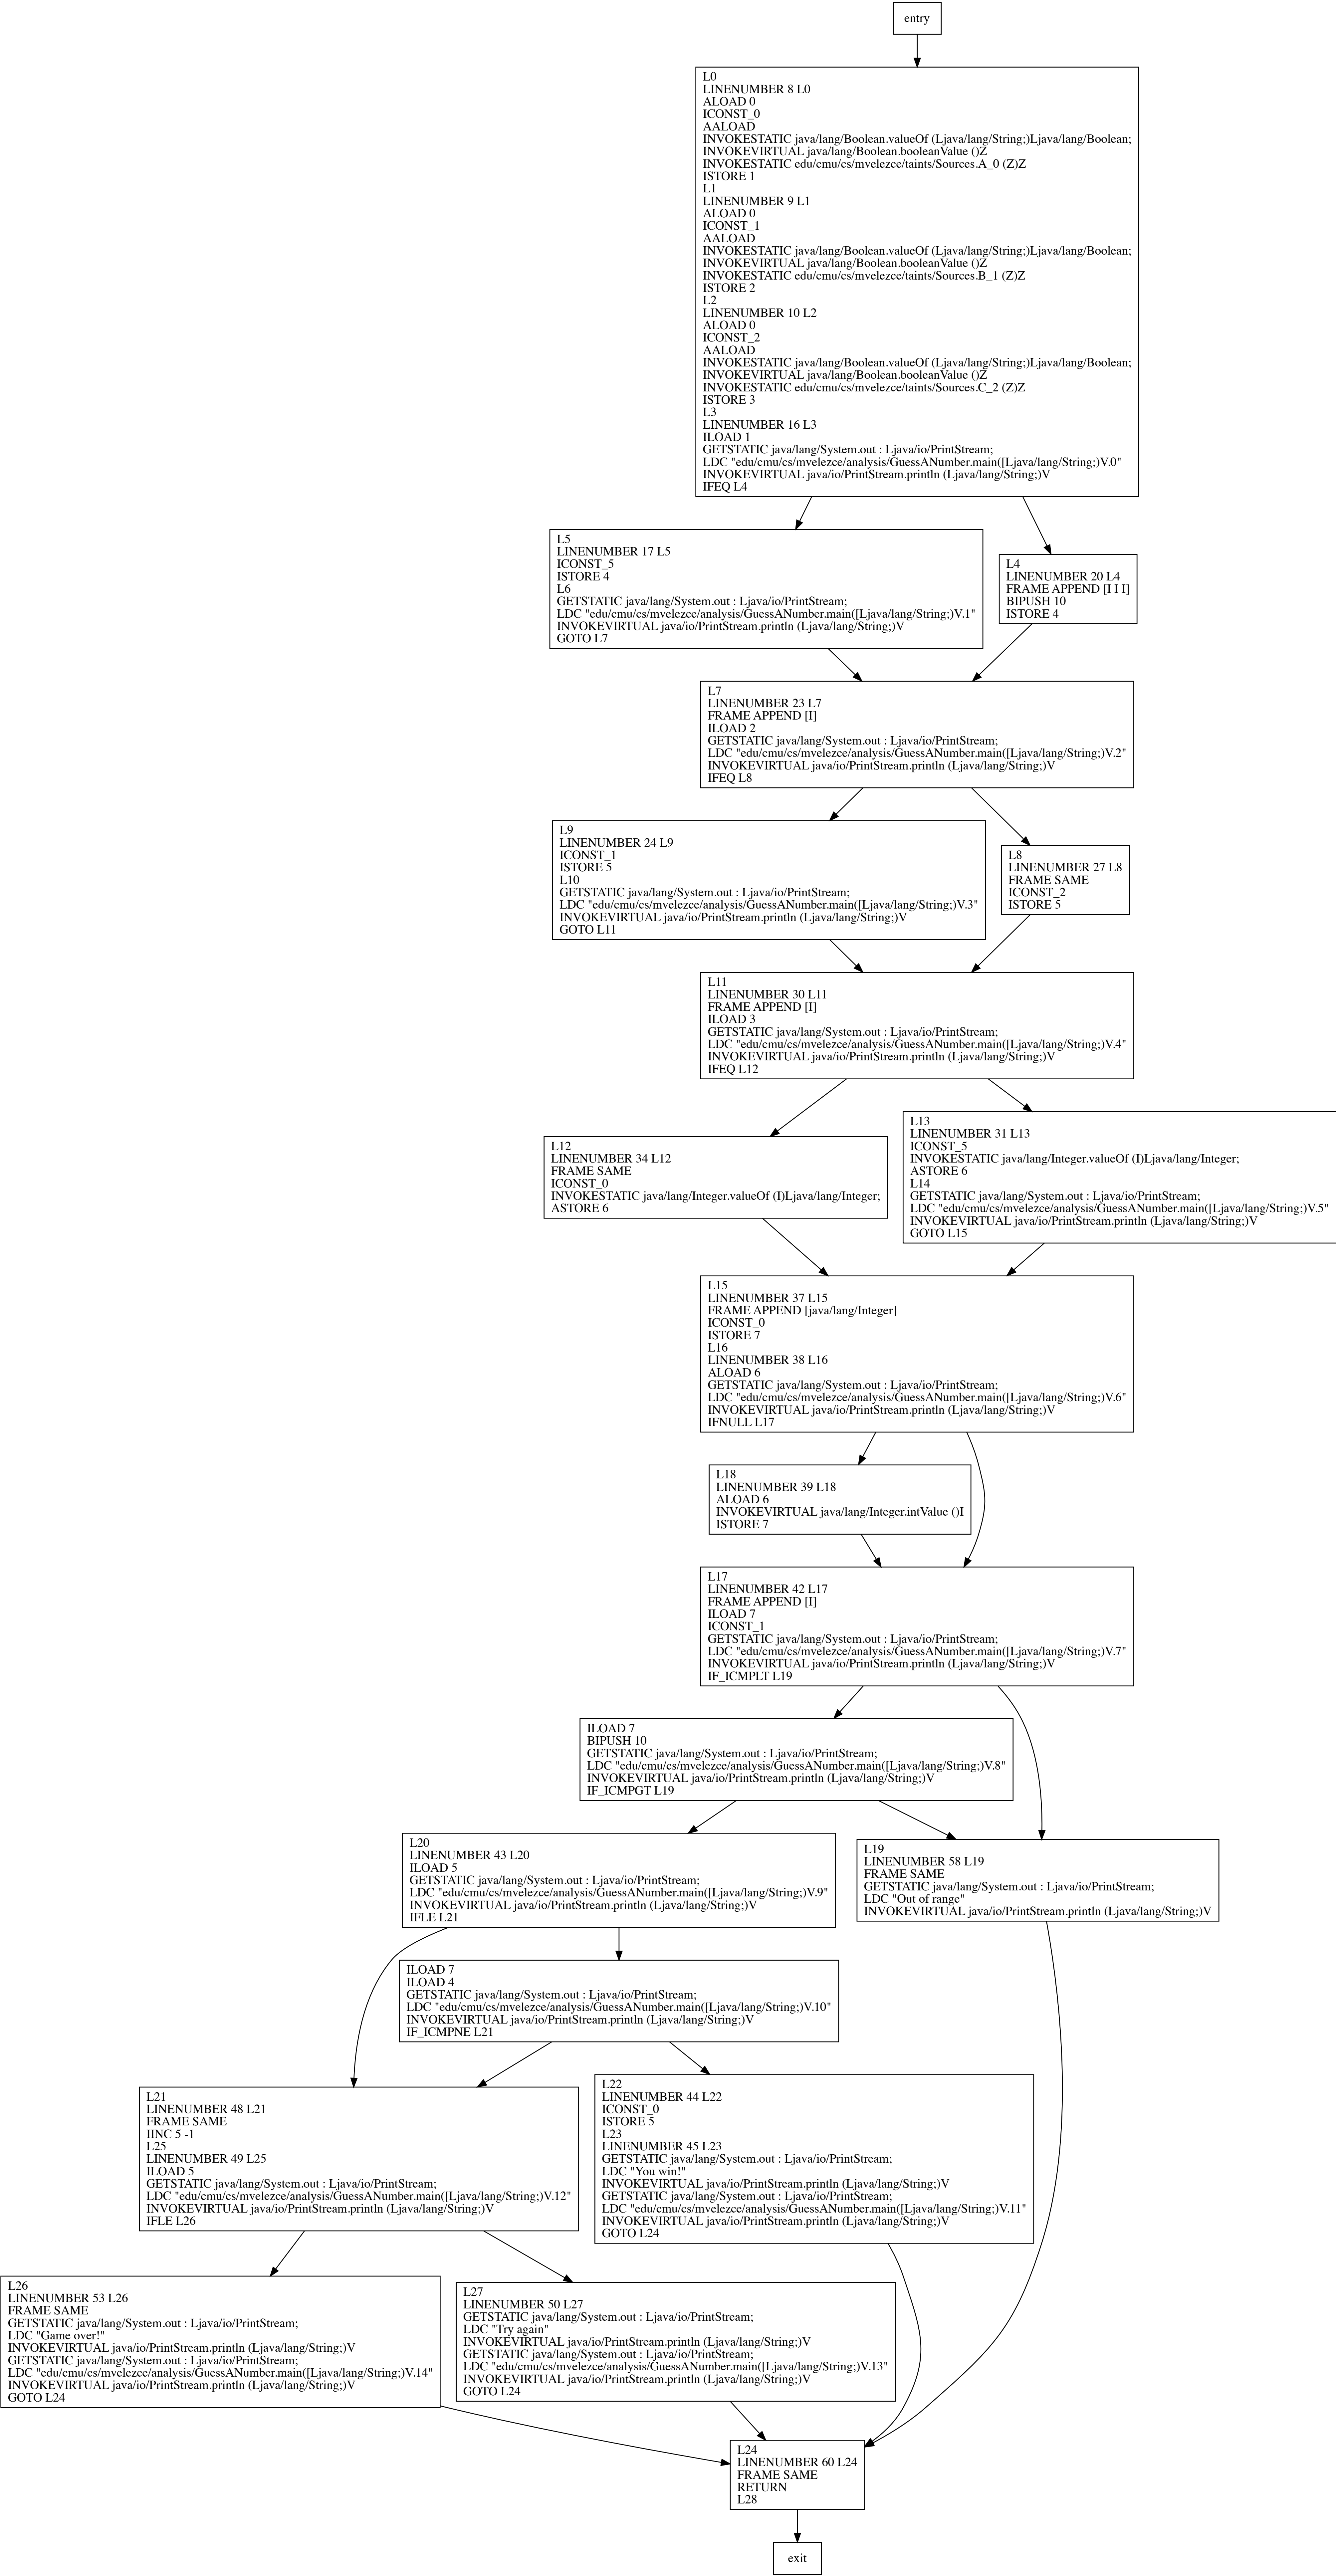 entry
L0
LINENUMBER 8 L0
ALOAD 0
ICONST_0
AALOAD
INVOKESTATIC java/lang/Boolean.valueOf (Ljava/lang/String;)Ljava/lang/Boolean;
INVOKEVIRTUAL java/lang/Boolean.booleanValue ()Z
INVOKESTATIC edu/cmu/cs/mvelezce/taints/Sources.A_0 (Z)Z
ISTORE 1
L1
LINENUMBER 9 L1
ALOAD 0
ICONST_1
AALOAD
INVOKESTATIC java/lang/Boolean.valueOf (Ljava/lang/String;)Ljava/lang/Boolean;
INVOKEVIRTUAL java/lang/Boolean.booleanValue ()Z
INVOKESTATIC edu/cmu/cs/mvelezce/taints/Sources.B_1 (Z)Z
ISTORE 2
L2
LINENUMBER 10 L2
ALOAD 0
ICONST_2
AALOAD
INVOKESTATIC java/lang/Boolean.valueOf (Ljava/lang/String;)Ljava/lang/Boolean;
INVOKEVIRTUAL java/lang/Boolean.booleanValue ()Z
INVOKESTATIC edu/cmu/cs/mvelezce/taints/Sources.C_2 (Z)Z
ISTORE 3
L3
LINENUMBER 16 L3
ILOAD 1
GETSTATIC java/lang/System.out : Ljava/io/PrintStream;
LDC "edu/cmu/cs/mvelezce/analysis/GuessANumber.main([Ljava/lang/String;)V.0"
INVOKEVIRTUAL java/io/PrintStream.println (Ljava/lang/String;)V
IFEQ L4
L5
LINENUMBER 17 L5
ICONST_5
ISTORE 4
L6
GETSTATIC java/lang/System.out : Ljava/io/PrintStream;
LDC "edu/cmu/cs/mvelezce/analysis/GuessANumber.main([Ljava/lang/String;)V.1"
INVOKEVIRTUAL java/io/PrintStream.println (Ljava/lang/String;)V
GOTO L7
L4
LINENUMBER 20 L4
FRAME APPEND [I I I]
BIPUSH 10
ISTORE 4
L7
LINENUMBER 23 L7
FRAME APPEND [I]
ILOAD 2
GETSTATIC java/lang/System.out : Ljava/io/PrintStream;
LDC "edu/cmu/cs/mvelezce/analysis/GuessANumber.main([Ljava/lang/String;)V.2"
INVOKEVIRTUAL java/io/PrintStream.println (Ljava/lang/String;)V
IFEQ L8
L9
LINENUMBER 24 L9
ICONST_1
ISTORE 5
L10
GETSTATIC java/lang/System.out : Ljava/io/PrintStream;
LDC "edu/cmu/cs/mvelezce/analysis/GuessANumber.main([Ljava/lang/String;)V.3"
INVOKEVIRTUAL java/io/PrintStream.println (Ljava/lang/String;)V
GOTO L11
L8
LINENUMBER 27 L8
FRAME SAME
ICONST_2
ISTORE 5
L11
LINENUMBER 30 L11
FRAME APPEND [I]
ILOAD 3
GETSTATIC java/lang/System.out : Ljava/io/PrintStream;
LDC "edu/cmu/cs/mvelezce/analysis/GuessANumber.main([Ljava/lang/String;)V.4"
INVOKEVIRTUAL java/io/PrintStream.println (Ljava/lang/String;)V
IFEQ L12
L12
LINENUMBER 34 L12
FRAME SAME
ICONST_0
INVOKESTATIC java/lang/Integer.valueOf (I)Ljava/lang/Integer;
ASTORE 6
L13
LINENUMBER 31 L13
ICONST_5
INVOKESTATIC java/lang/Integer.valueOf (I)Ljava/lang/Integer;
ASTORE 6
L14
GETSTATIC java/lang/System.out : Ljava/io/PrintStream;
LDC "edu/cmu/cs/mvelezce/analysis/GuessANumber.main([Ljava/lang/String;)V.5"
INVOKEVIRTUAL java/io/PrintStream.println (Ljava/lang/String;)V
GOTO L15
L15
LINENUMBER 37 L15
FRAME APPEND [java/lang/Integer]
ICONST_0
ISTORE 7
L16
LINENUMBER 38 L16
ALOAD 6
GETSTATIC java/lang/System.out : Ljava/io/PrintStream;
LDC "edu/cmu/cs/mvelezce/analysis/GuessANumber.main([Ljava/lang/String;)V.6"
INVOKEVIRTUAL java/io/PrintStream.println (Ljava/lang/String;)V
IFNULL L17
L18
LINENUMBER 39 L18
ALOAD 6
INVOKEVIRTUAL java/lang/Integer.intValue ()I
ISTORE 7
L17
LINENUMBER 42 L17
FRAME APPEND [I]
ILOAD 7
ICONST_1
GETSTATIC java/lang/System.out : Ljava/io/PrintStream;
LDC "edu/cmu/cs/mvelezce/analysis/GuessANumber.main([Ljava/lang/String;)V.7"
INVOKEVIRTUAL java/io/PrintStream.println (Ljava/lang/String;)V
IF_ICMPLT L19
ILOAD 7
BIPUSH 10
GETSTATIC java/lang/System.out : Ljava/io/PrintStream;
LDC "edu/cmu/cs/mvelezce/analysis/GuessANumber.main([Ljava/lang/String;)V.8"
INVOKEVIRTUAL java/io/PrintStream.println (Ljava/lang/String;)V
IF_ICMPGT L19
L20
LINENUMBER 43 L20
ILOAD 5
GETSTATIC java/lang/System.out : Ljava/io/PrintStream;
LDC "edu/cmu/cs/mvelezce/analysis/GuessANumber.main([Ljava/lang/String;)V.9"
INVOKEVIRTUAL java/io/PrintStream.println (Ljava/lang/String;)V
IFLE L21
L19
LINENUMBER 58 L19
FRAME SAME
GETSTATIC java/lang/System.out : Ljava/io/PrintStream;
LDC "Out of range"
INVOKEVIRTUAL java/io/PrintStream.println (Ljava/lang/String;)V
ILOAD 7
ILOAD 4
GETSTATIC java/lang/System.out : Ljava/io/PrintStream;
LDC "edu/cmu/cs/mvelezce/analysis/GuessANumber.main([Ljava/lang/String;)V.10"
INVOKEVIRTUAL java/io/PrintStream.println (Ljava/lang/String;)V
IF_ICMPNE L21
L21
LINENUMBER 48 L21
FRAME SAME
IINC 5 -1
L25
LINENUMBER 49 L25
ILOAD 5
GETSTATIC java/lang/System.out : Ljava/io/PrintStream;
LDC "edu/cmu/cs/mvelezce/analysis/GuessANumber.main([Ljava/lang/String;)V.12"
INVOKEVIRTUAL java/io/PrintStream.println (Ljava/lang/String;)V
IFLE L26
L22
LINENUMBER 44 L22
ICONST_0
ISTORE 5
L23
LINENUMBER 45 L23
GETSTATIC java/lang/System.out : Ljava/io/PrintStream;
LDC "You win!"
INVOKEVIRTUAL java/io/PrintStream.println (Ljava/lang/String;)V
GETSTATIC java/lang/System.out : Ljava/io/PrintStream;
LDC "edu/cmu/cs/mvelezce/analysis/GuessANumber.main([Ljava/lang/String;)V.11"
INVOKEVIRTUAL java/io/PrintStream.println (Ljava/lang/String;)V
GOTO L24
L26
LINENUMBER 53 L26
FRAME SAME
GETSTATIC java/lang/System.out : Ljava/io/PrintStream;
LDC "Game over!"
INVOKEVIRTUAL java/io/PrintStream.println (Ljava/lang/String;)V
GETSTATIC java/lang/System.out : Ljava/io/PrintStream;
LDC "edu/cmu/cs/mvelezce/analysis/GuessANumber.main([Ljava/lang/String;)V.14"
INVOKEVIRTUAL java/io/PrintStream.println (Ljava/lang/String;)V
GOTO L24
L27
LINENUMBER 50 L27
GETSTATIC java/lang/System.out : Ljava/io/PrintStream;
LDC "Try again"
INVOKEVIRTUAL java/io/PrintStream.println (Ljava/lang/String;)V
GETSTATIC java/lang/System.out : Ljava/io/PrintStream;
LDC "edu/cmu/cs/mvelezce/analysis/GuessANumber.main([Ljava/lang/String;)V.13"
INVOKEVIRTUAL java/io/PrintStream.println (Ljava/lang/String;)V
GOTO L24
L24
LINENUMBER 60 L24
FRAME SAME
RETURN
L28
exit